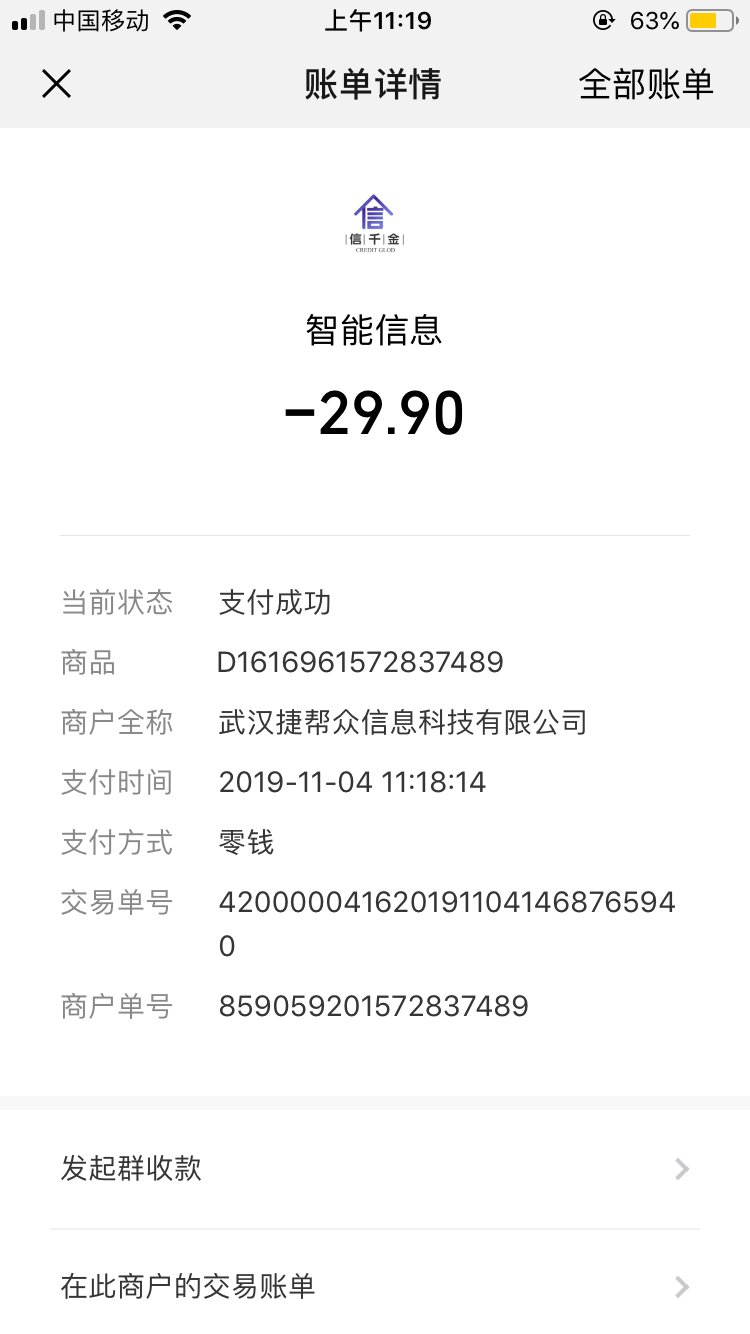 中国移动 上午11:19 63%
账单详情 全部账单
信
信千金
CREDIT GLOD
智能信息
-29.90
当前状态 支付成功
商品 D1616961572837489
商户全称 武汉捷帮众信息科技有限公司
支付时间 2019-11-04 11:18:14
支付方式 零钱
交易单号 420000041620191104146876594
0
商户单号 859059201572837489
发起群收款
在此商户的交易账单